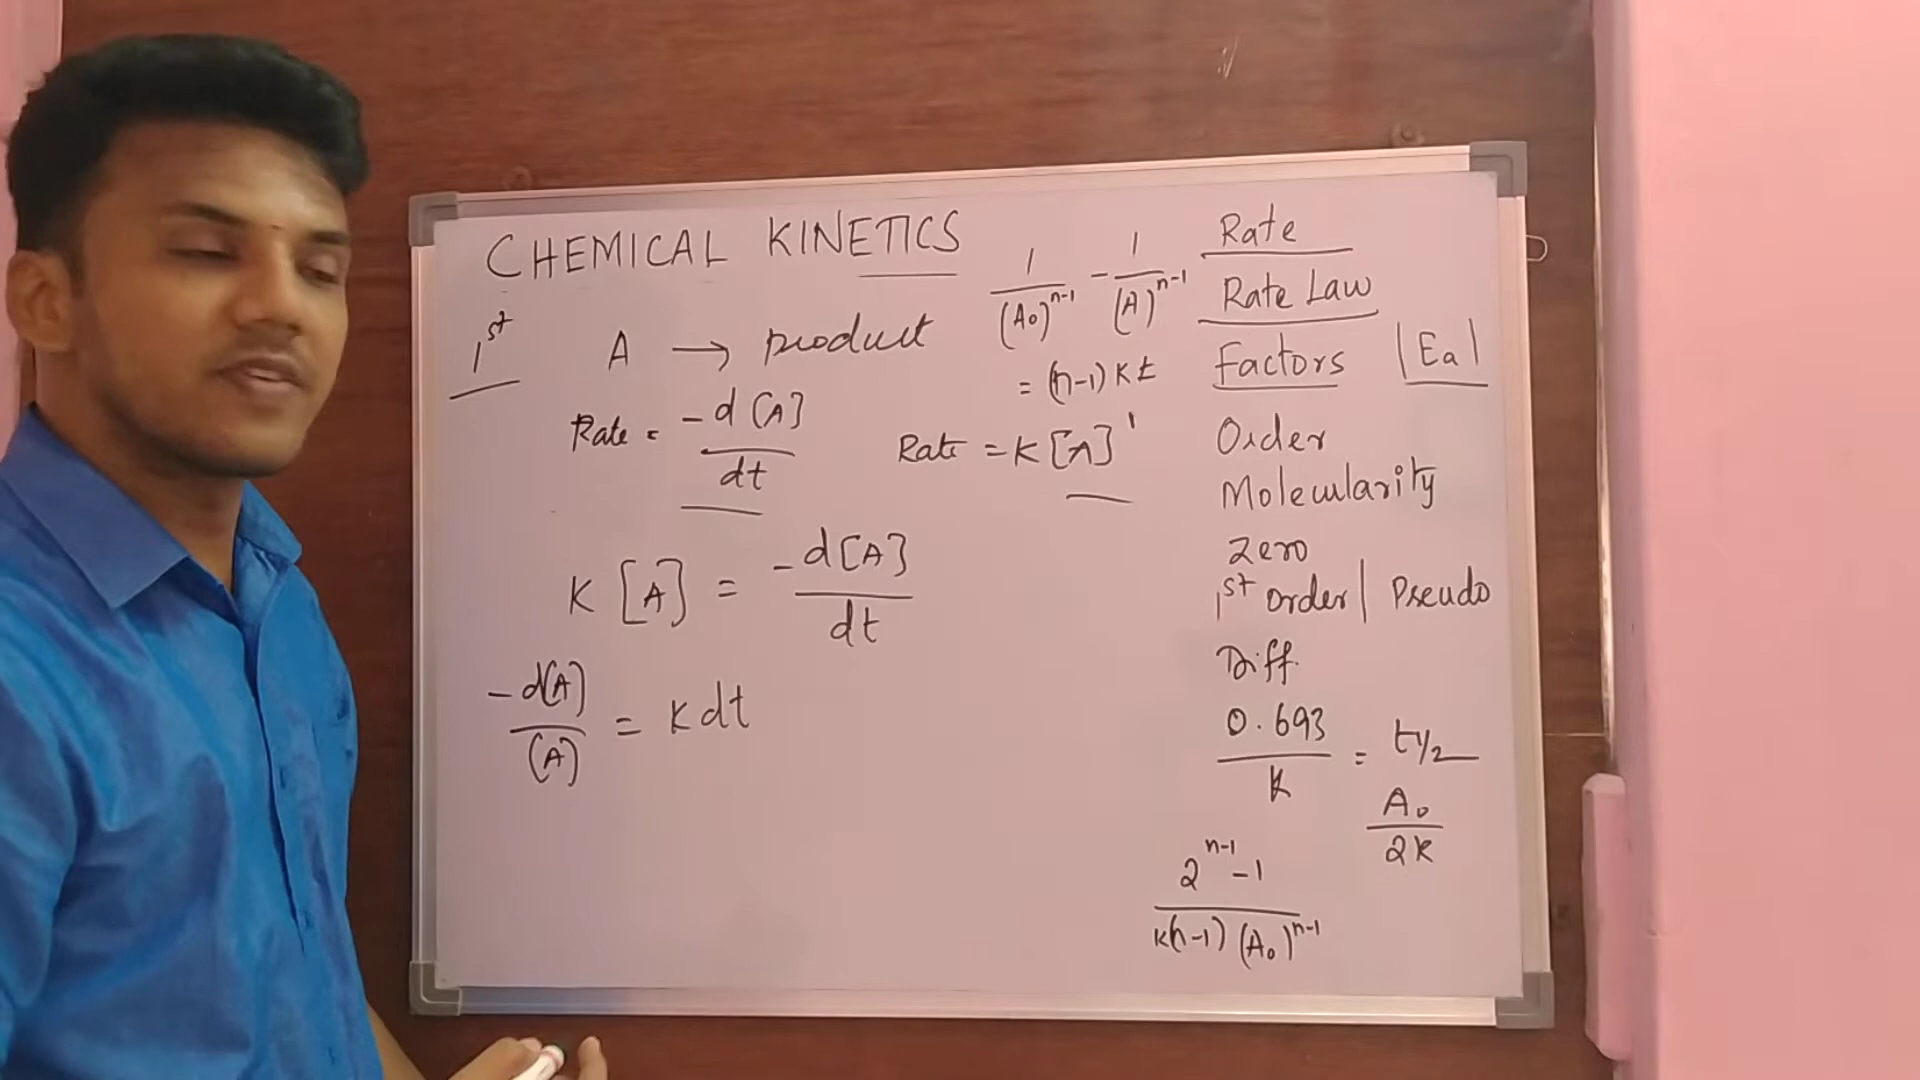 CHEMICAL KINETICS
1st
A → product
Rate = -d[A] / dt
Rate = K[A]^1
K [A] = -d[A] / dt
-d(A) / (A) = Kdt
1 / (A0)^n-1 - 1 / (A)^n-1
= (n-1) Kt
Rate
Rate Law
Factors |Ea|
Order
Molecularity
Zero
1st order | Pseudo
Diff.
0.693 / K = t1/2
A0 / 2K
2^n-1 - 1 / K(n-1) (A0)^n-1